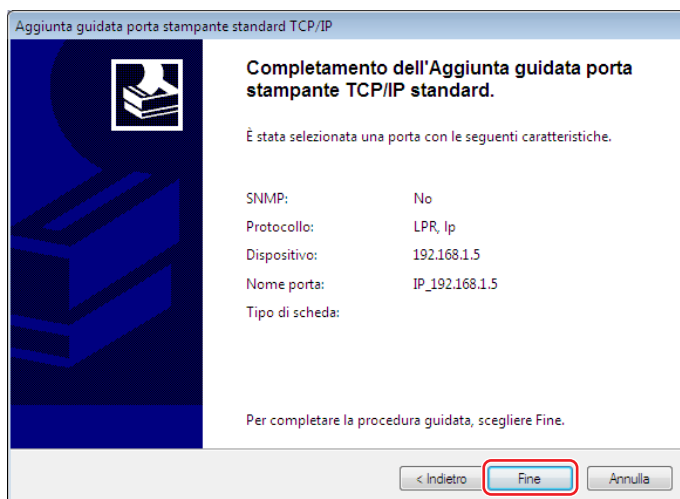 Aggiunta guidata porta stampante standard TCP/IP
Completamento dell'Aggiunta guidata porta
stampante TCP/IP standard.
È stata selezionata una porta con le seguenti caratteristiche.
SNMP: No
Protocollo: LPR, lp
Dispositivo: 192.168.1.5
Nome porta: IP_192.168.1.5
Tipo di scheda:
Per completare la procedura guidata, scegliere Fine.
< Indietro Fine Annulla